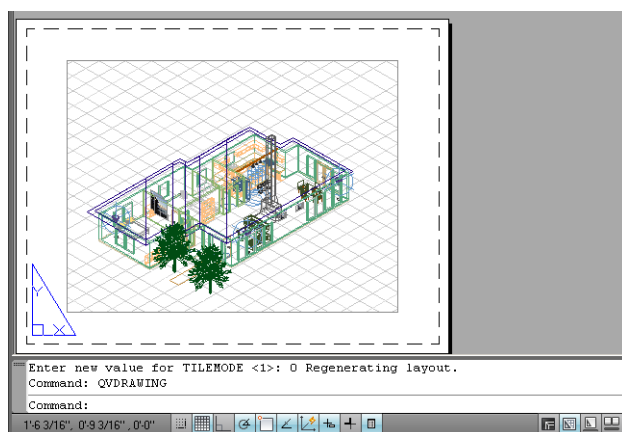 Y
X
Enter new value for TILEMODE <1>: 0 Regenerating layout.
Command: QVDRAWING
Command:
1'-6 3/16", 0'-9 3/16" , 0'-0"